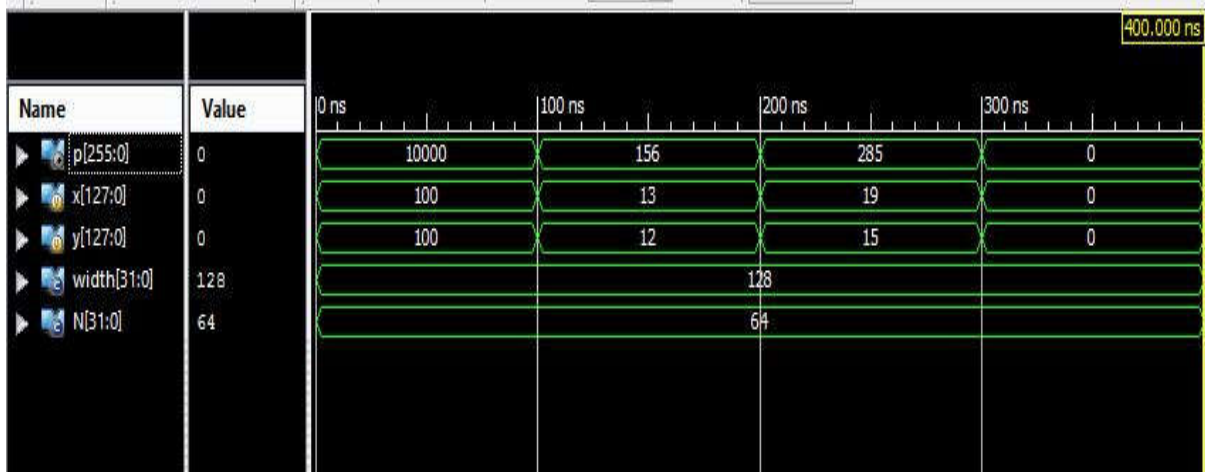 400.000 ns
Name Value 0 ns 100 ns 200 ns 300 ns
p[255:0] 0 10000 156 285 0
x[127:0] 0 100 13 19 0
y[127:0] 0 100 12 15 0
width[31:0] 128 128
N[31:0] 64 64